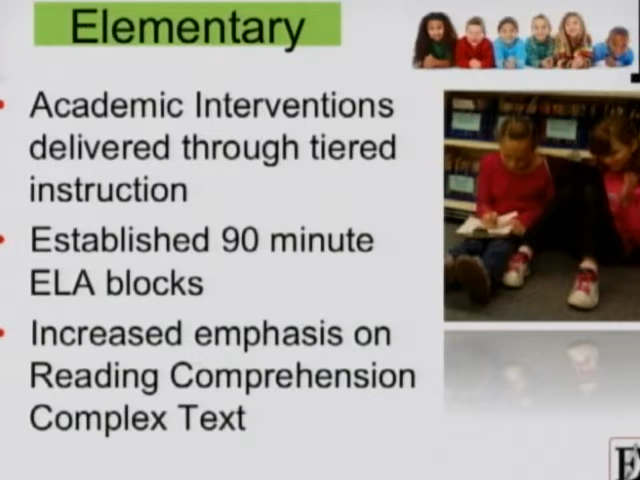 Elementary
• Academic Interventions
delivered through tiered
instruction
• Established 90 minute
ELA blocks
• Increased emphasis on
Reading Comprehension
Complex Text
E